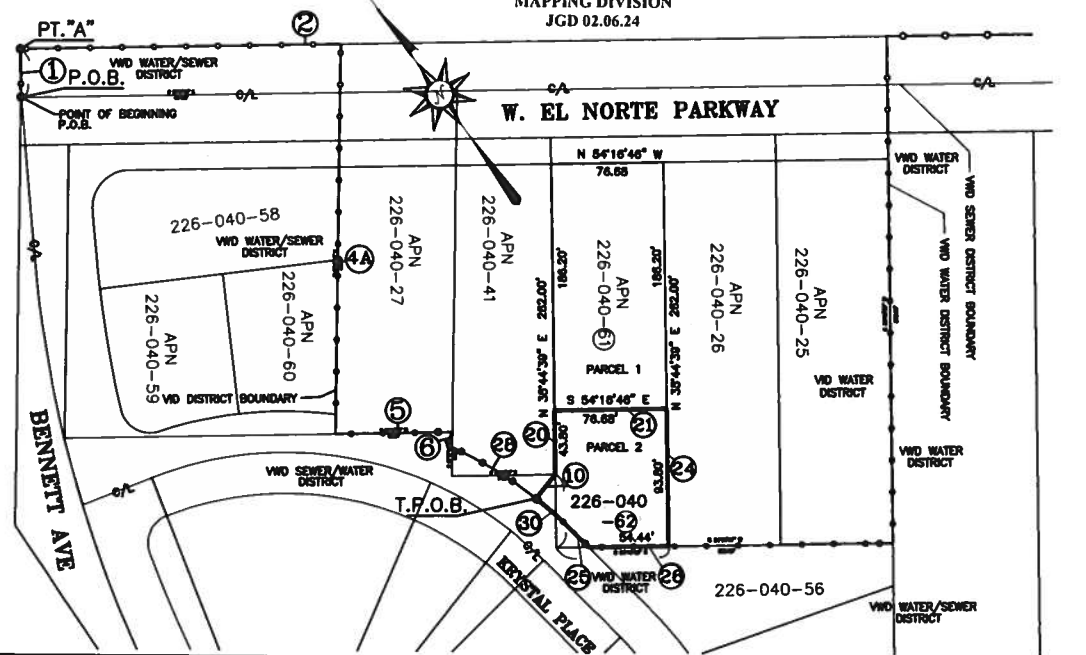 MAPPING DIVISION
JGD 02.06.24
PT."A"
2
VWD WATER/SEWER
DISTRICT
1
P.O.B.
C/L
C/L
C/L
POINT OF BEGINNING
P.O.B.
N
W. EL NORTE PARKWAY
N 54°16'46" W
76.68
VWD WATER
DISTRICT
VWD SEWER DISTRICT BOUNDARY
VWD WATER DISTRICT BOUNDARY
226-040-58
VWD WATER/SEWER
DISTRICT
4A
APN
226-040-27
APN
226-040-41
186.20'
N 35°44'39" E 262.00'
APN
226-040-61
186.20'
N 35°44'39" E 262.00'
APN
226-040-26
APN
226-040-25
C/L
APN
226-040-59
APN
226-040-60
PARCEL 1
VID WATER
DISTRICT
VID DISTRICT BOUNDARY
S 54°16'46" E
76.68'
5
6
28
20
43.80'
21
PARCEL 2
24
93.80'
VWD WATER
DISTRICT
BENNETT AVE
VWD SEWER/WATER
DISTRICT
C/L
10
T.P.O.B.
226-040
-62
30
54.44'
C/L
25
VWD WATER
DISTRICT
26
226-040-56
KRYSTAL PLACE
VWD WATER/SEWER
DISTRICT